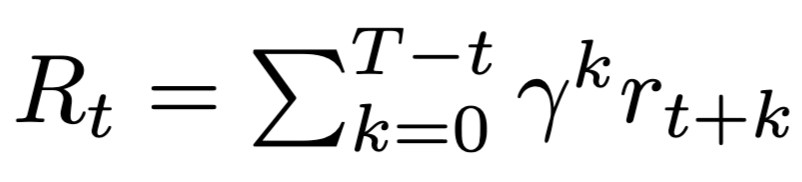 R_t = \sum_{k=0}^{T-t} \gamma^k r_{t+k}